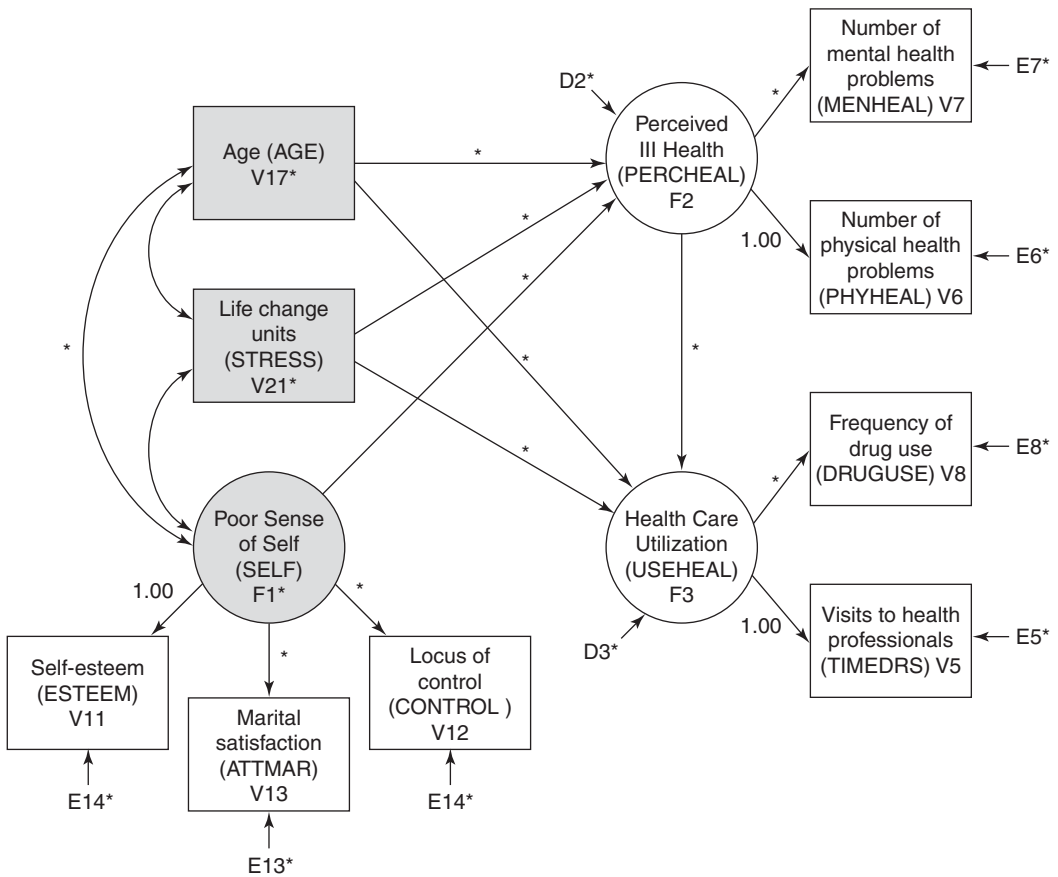 Number of
mental health
problems
(MENHEAL) V7
E7*
D2*
*
Perceived
III Health
(PERCHEAL)
F2
Age (AGE)
V17*
*
*
*
1.00
Number of
physical health
problems
(PHYHEAL) V6
E6*
Life change
units
(STRESS)
V21*
*
*
*
*
Frequency of
drug use
(DRUGUSE) V8
E8*
*
*
Poor Sense
of Self
(SELF)
F1*
Health Care
Utilization
(USEHEAL)
F3
1.00
*
1.00
Visits to health
professionals
(TIMEDRS) V5
E5*
D3*
*
Self-esteem
(ESTEEM)
V11
Locus of
control
(CONTROL )
V12
Marital
satisfaction
(ATTMAR)
V13
E14*
E14*
E13*